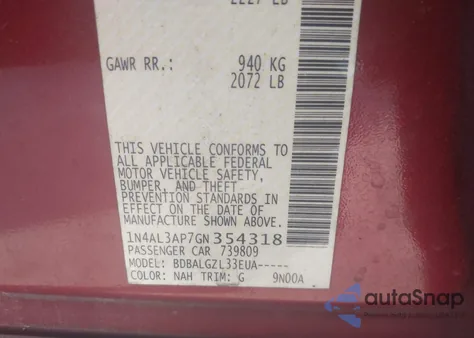 2227 LB
GAWR RR.: 940 KG
2072 LB
THIS VEHICLE CONFORMS TO
ALL APPLICABLE FEDERAL
MOTOR VEHICLE SAFETY,
BUMPER, AND THEFT
PREVENTION STANDARDS IN
EFFECT ON THE DATE OF
MANUFACTURE SHOWN ABOVE.
1N4AL3AP7GN354318
PASSENGER CAR 739809
MODEL: BDBALGZL33EUA-----
COLOR: NAH TRIM: G 9N00A
autoSnap